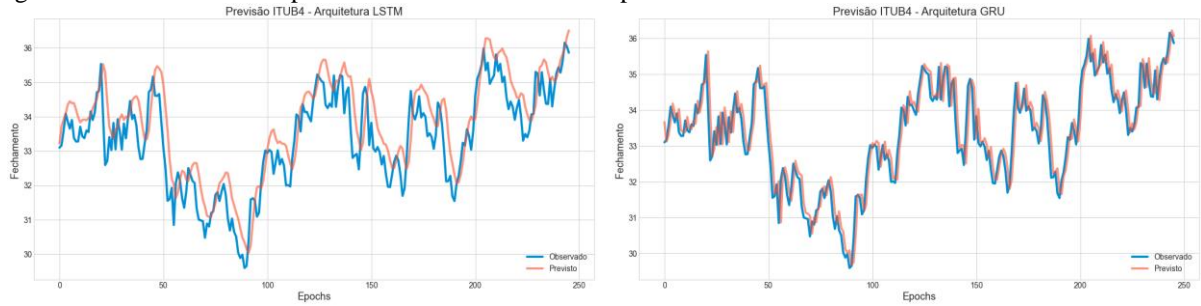 Previsão ITUB4 - Arquitetura LSTM
36
35
34
33
32
31
30
Fechamento
0
50
100
150
200
250
Epochs
Observado
Previsto
Previsão ITUB4 - Arquitetura GRU
36
35
34
33
32
31
30
Fechamento
0
50
100
150
200
250
Epochs
Observado
Previsto